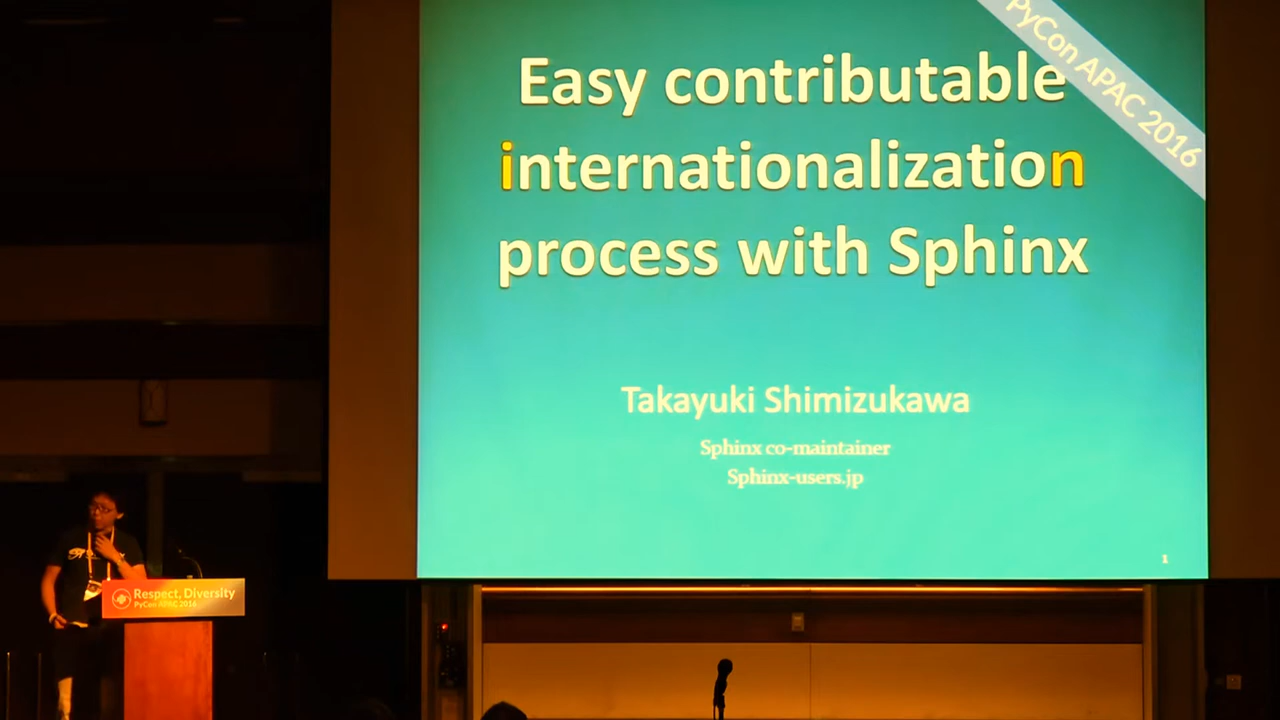 PyCon APAC 2016
Easy contributable
internationalization
process with Sphinx
Takayuki Shimizukawa
Sphinx co-maintainer
Sphinx-users.jp
1
Respect, Diversity
PyCon APAC 2016